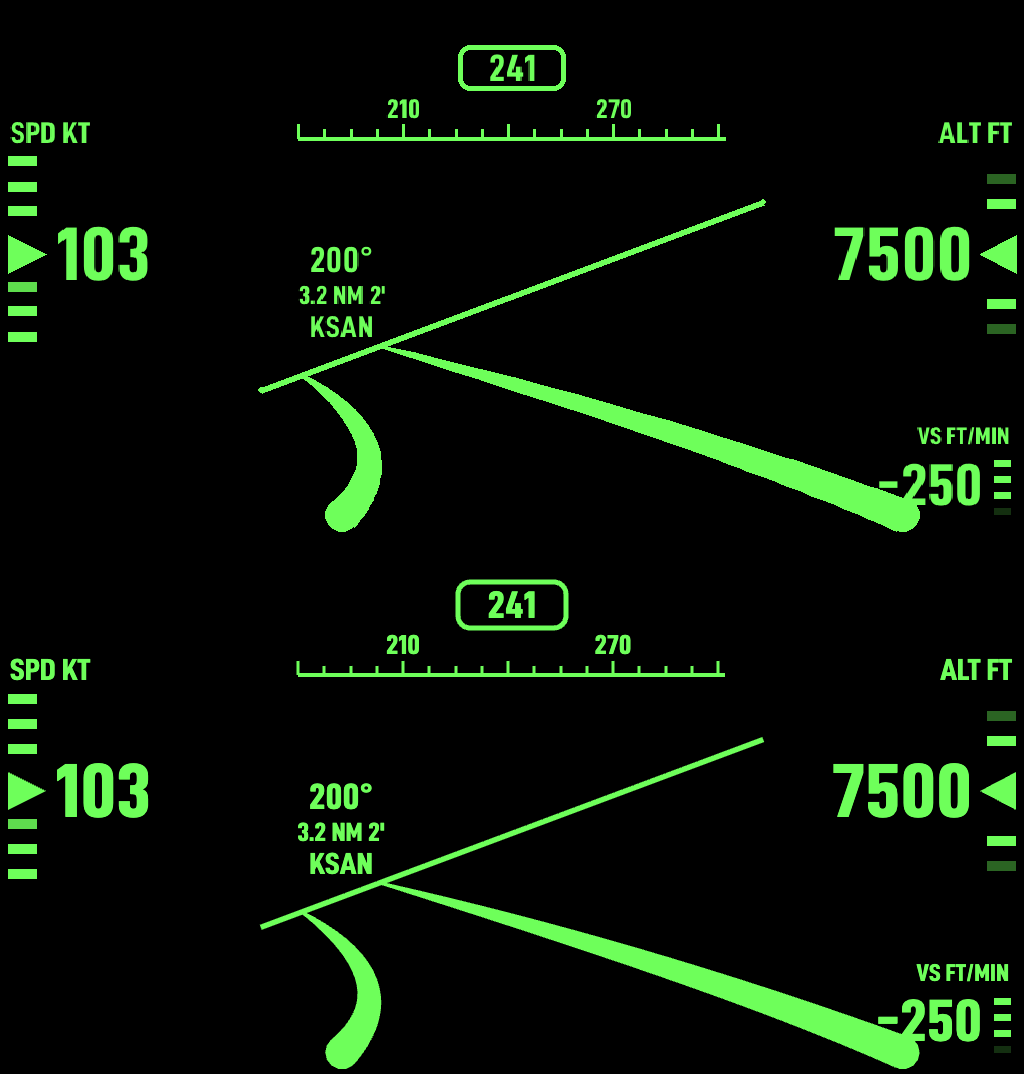 241
210 270
SPD KT
ALT FT
103
7500
200°
3.2 NM 2'
KSAN
VS FT/MIN
-250
241
210 270
SPD KT
ALT FT
103
7500
200°
3.2 NM 2'
KSAN
VS FT/MIN
-250